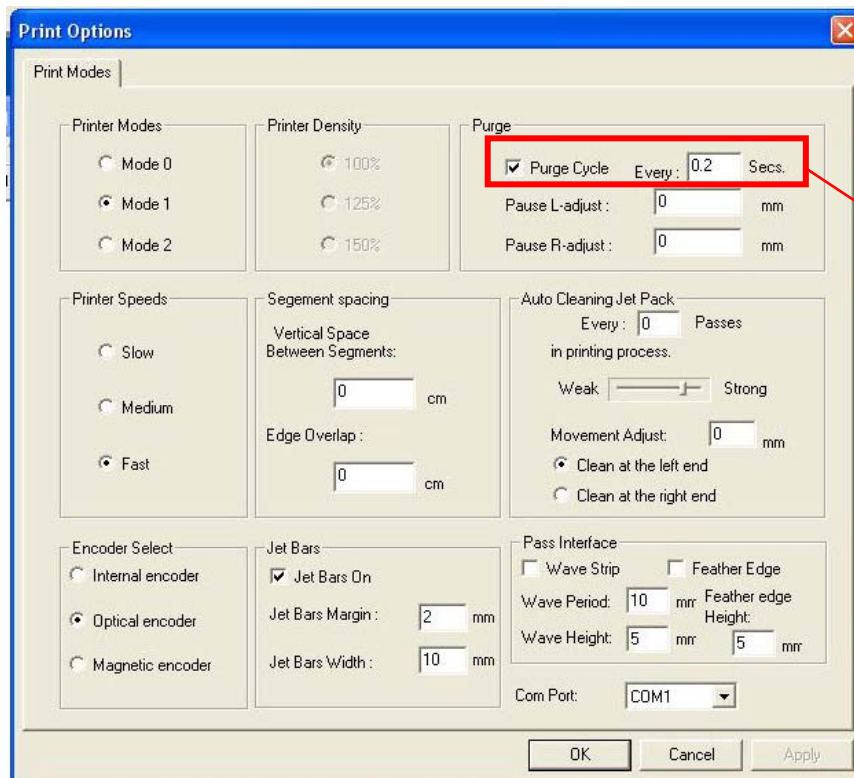 Print Options
Print Modes
Printer Modes
Mode 0
Mode 1
Mode 2
Printer Density
100%
125%
150%
Purge
Purge Cycle Every : 0.2 Secs.
Pause L-adjust : 0 mm
Pause R-adjust : 0 mm
Printer Speeds
Slow
Medium
Fast
Segement spacing
Vertical Space
Between Segments:
0 cm
Edge Overlap :
0 cm
Auto Cleaning Jet Pack
Every : 0 Passes
in printing process.
Weak Strong
Movement Adjust: 0 mm
Clean at the left end
Clean at the right end
Encoder Select
Internal encoder
Optical encoder
Magnetic encoder
Jet Bars
Jet Bars On
Jet Bars Margin : 2 mm
Jet Bars Width : 10 mm
Pass Interface
Wave Strip Feather Edge
Wave Period: 10 mm Feather edge
Height:
Wave Height: 5 mm 5 mm
Com Port: COM1
OK Cancel Apply